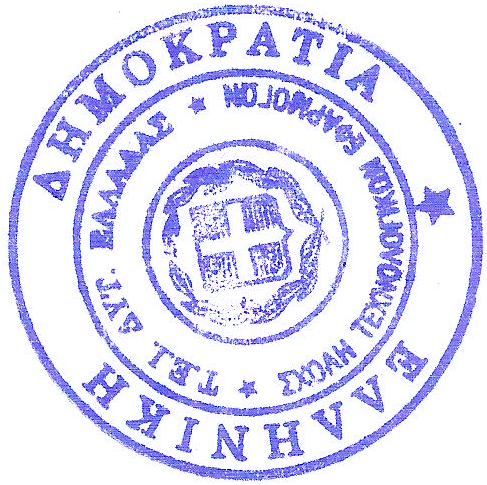 ΕΛΛΗΝΙΚΗ ΔΗΜΟΚΡΑΤΙΑ
Τ.Ε.Ι. ΔΥΤ. ΕΛΛΑΔΑΣ
ΣΧΟΛΗ ΤΕΧΝΟΛΟΓΙΚΩΝ ΕΦΑΡΜΟΓΩΝ